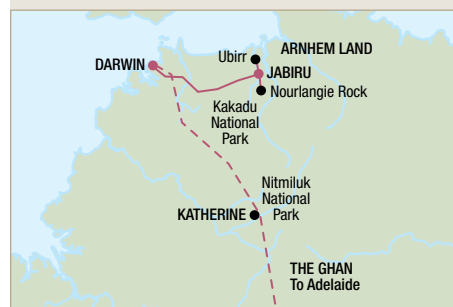 Ubirr
ARNHEM LAND
DARWIN
JABIRU
Nourlangie Rock
Kakadu
National
Park
Nitmiluk
National
Park
KATHERINE
THE GHAN
To Adelaide